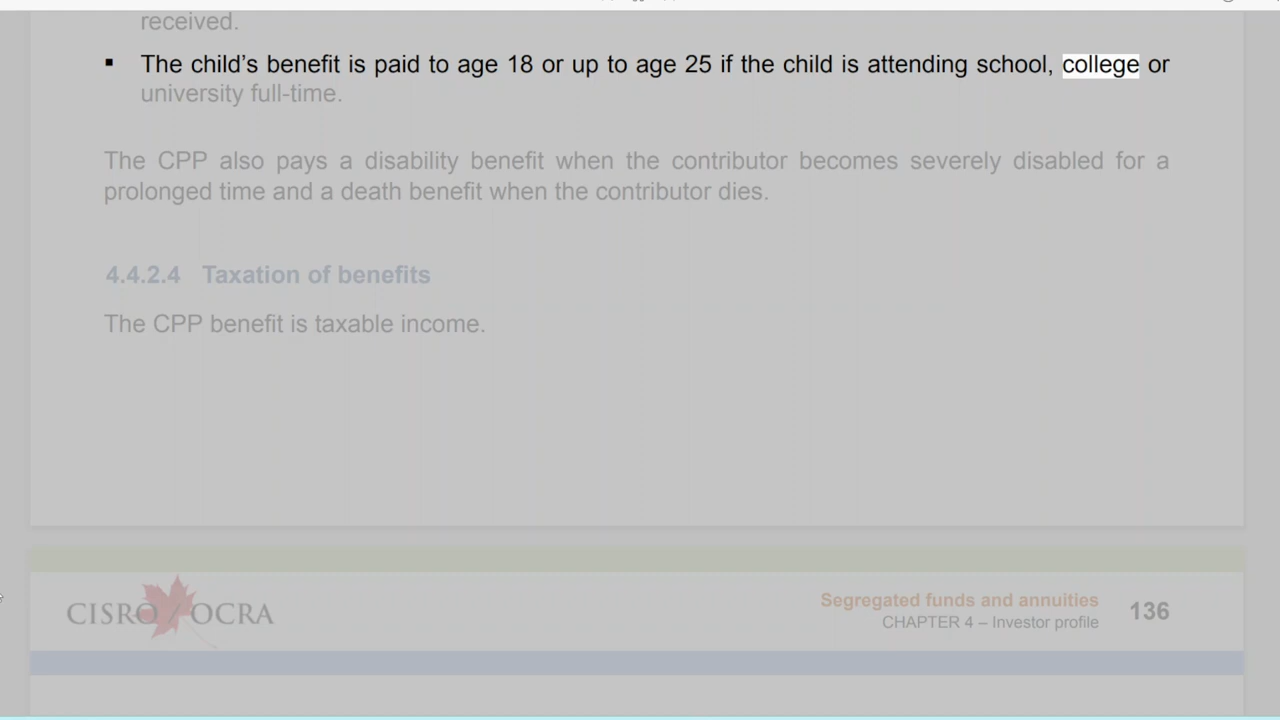 received.
▪ The child’s benefit is paid to age 18 or up to age 25 if the child is attending school, college or
university full-time.
The CPP also pays a disability benefit when the contributor becomes severely disabled for a
prolonged time and a death benefit when the contributor dies.
4.4.2.4 Taxation of benefits
The CPP benefit is taxable income.
CISRO / OCRA
Segregated funds and annuities
CHAPTER 4 – Investor profile
136